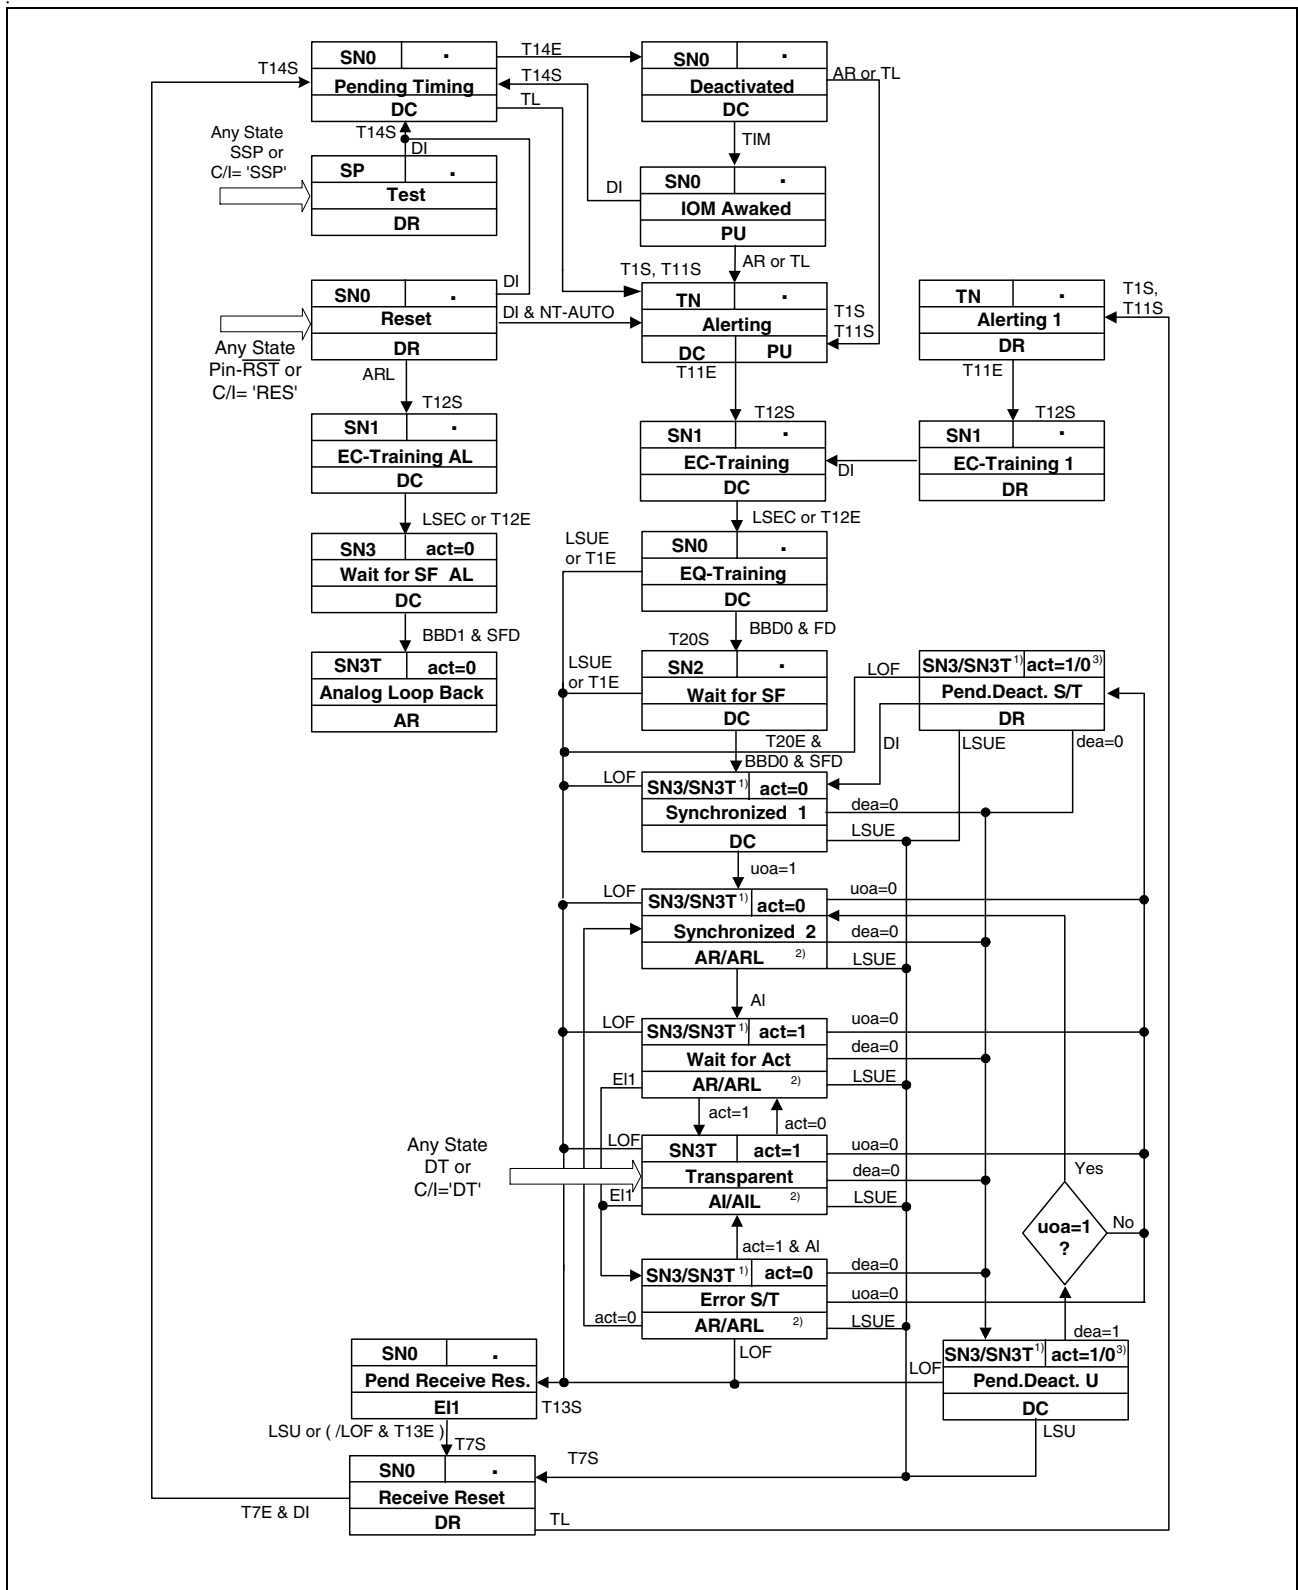 SN0 .
Pending Timing
DC
T14S
T14E
T14S
TL
SN0 .
Deactivated
DC
AR or TL
Any State
SSP or
C/I= 'SSP'
T14S
DI
SP .
Test
DR
TIM
DI
SN0 .
IOM Awaked
PU
AR or TL
T1S, T11S
DI
SN0 .
Reset
DR
DI & NT-AUTO
Any State
Pin-RST or
C/I= 'RES'
TN .
Alerting
DC PU
T1S
T11S
TN .
Alerting 1
DR
T1S,
T11S
ARL
T12S
T11E
T12S
T11E
T12S
SN1 .
EC-Training AL
DC
SN1 .
EC-Training
DC
DI
SN1 .
EC-Training 1
DR
LSEC or T12E
LSEC or T12E
SN3 act=0
Wait for SF AL
DC
LSUE
or T1E
SN0 .
EQ-Training
DC
BBD1 & SFD
T20S
BBD0 & FD
SN3T act=0
Analog Loop Back
AR
LSUE
or T1E
SN2 .
Wait for SF
DC
LOF
SN3/SN3T 1) act=1/0 3)
Pend.Deact. S/T
DR
T20E &
BBD0 & SFD
DI
LSUE
dea=0
LOF
SN3/SN3T 1) act=0
Synchronized 1
DC
dea=0
LSUE
uoa=1
LOF
SN3/SN3T 1) act=0
Synchronized 2
AR/ARL 2)
uoa=0
dea=0
LSUE
AI
LOF
SN3/SN3T 1) act=1
Wait for Act
AR/ARL 2)
uoa=0
dea=0
LSUE
EI1
act=1
act=0
Any State
DT or
C/I='DT'
LOF
SN3T act=1
Transparent
AI/AIL 2)
uoa=0
dea=0
LSUE
EI1
Yes
uoa=1
?
No
act=1 & AI
SN3/SN3T 1) act=0
Error S/T
AR/ARL 2)
dea=0
uoa=0
LSUE
act=0
LOF
dea=1
SN3/SN3T 1) act=1/0 3)
Pend.Deact. U
DC
LOF
LSU
SN0 .
Pend Receive Res.
EI1
T13S
LSU or ( /LOF & T13E )
T7S
T7S
SN0 .
Receive Reset
DR
T7E & DI
TL